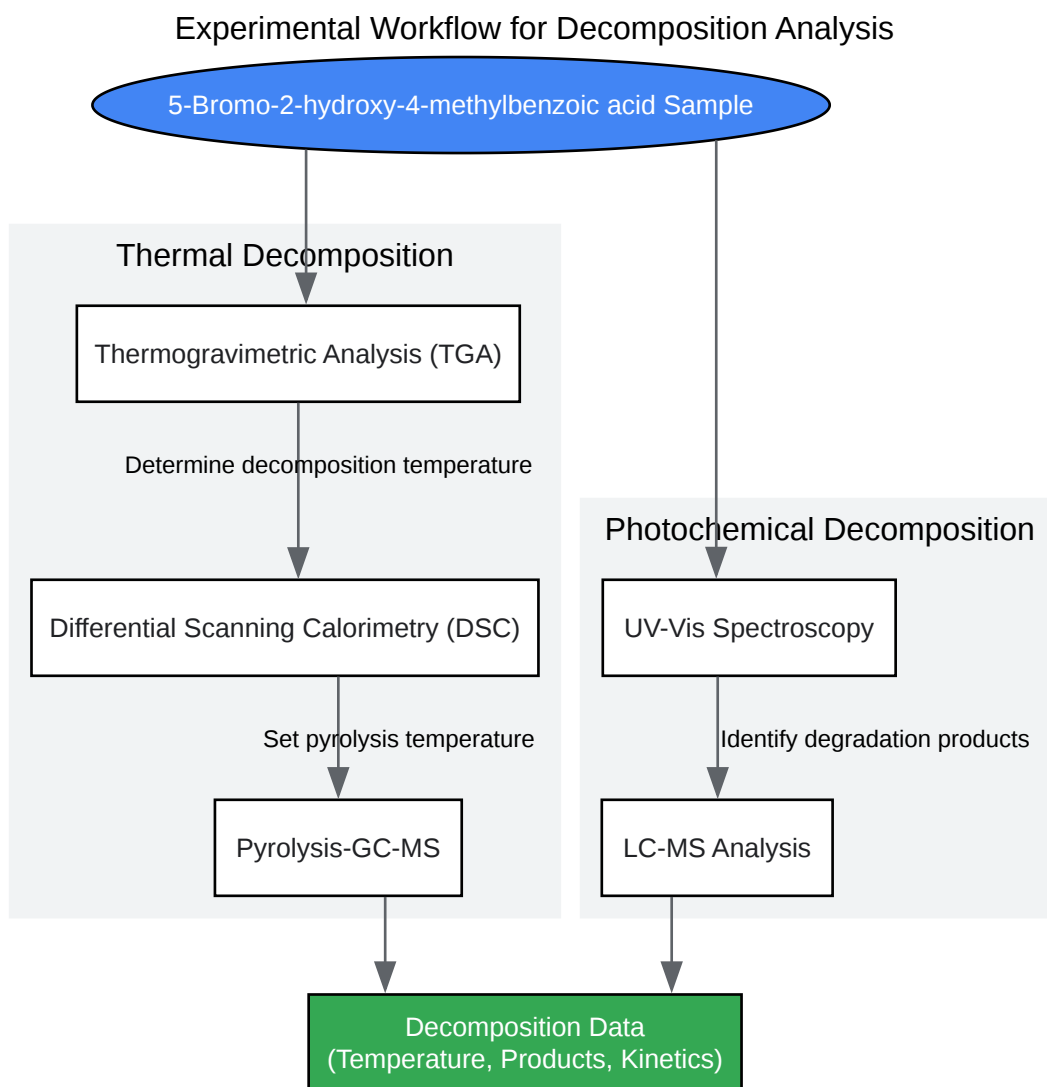 Experimental Workflow for Decomposition Analysis
5-Bromo-2-hydroxy-4-methylbenzoic acid Sample
Thermal Decomposition
Thermogravimetric Analysis (TGA)
Determine decomposition temperature
Differential Scanning Calorimetry (DSC)
Set pyrolysis temperature
Pyrolysis-GC-MS
Photochemical Decomposition
UV-Vis Spectroscopy
Identify degradation products
LC-MS Analysis
Decomposition Data
(Temperature, Products, Kinetics)